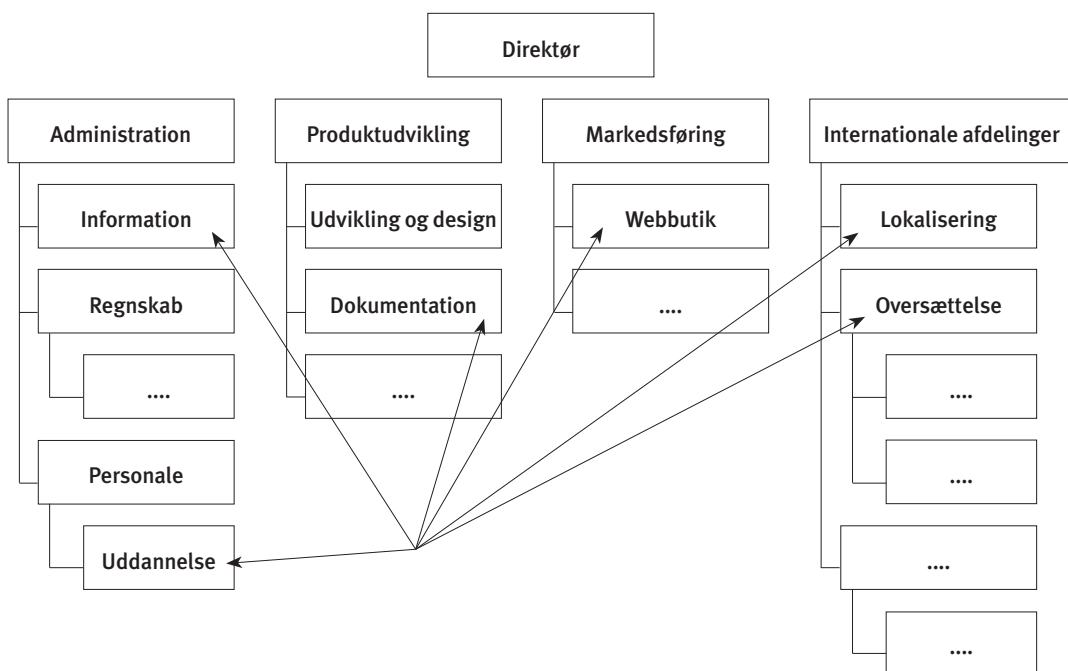 Direktør
Administration
Information
Regnskab
....
Personale
Uddannelse
Produktudvikling
Udvikling og design
Dokumentation
....
Markedsføring
Webbutik
....
Internationale afdelinger
Lokalisering
Oversættelse
....
....
....
....